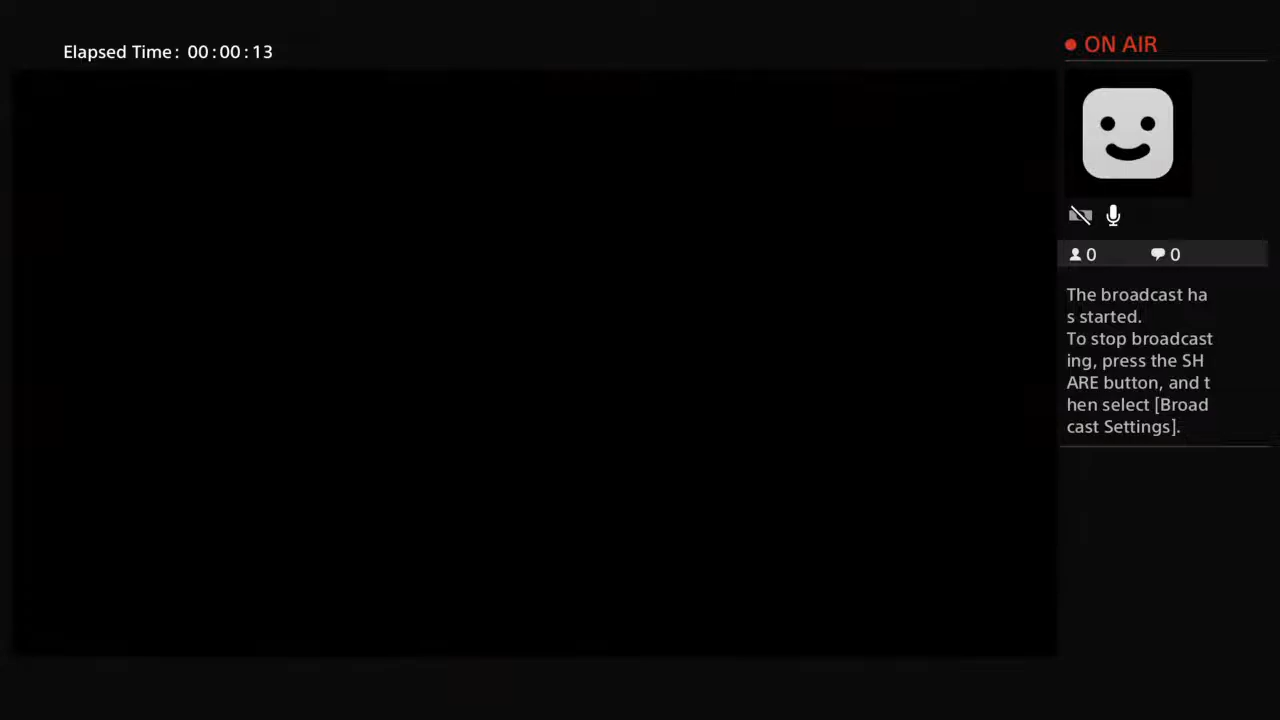 Elapsed Time: 00:00:13
ON AIR
0 0
The broadcast ha
s started.
To stop broadcast
ing, press the SH
ARE button, and t
hen select [Broad
cast Settings].